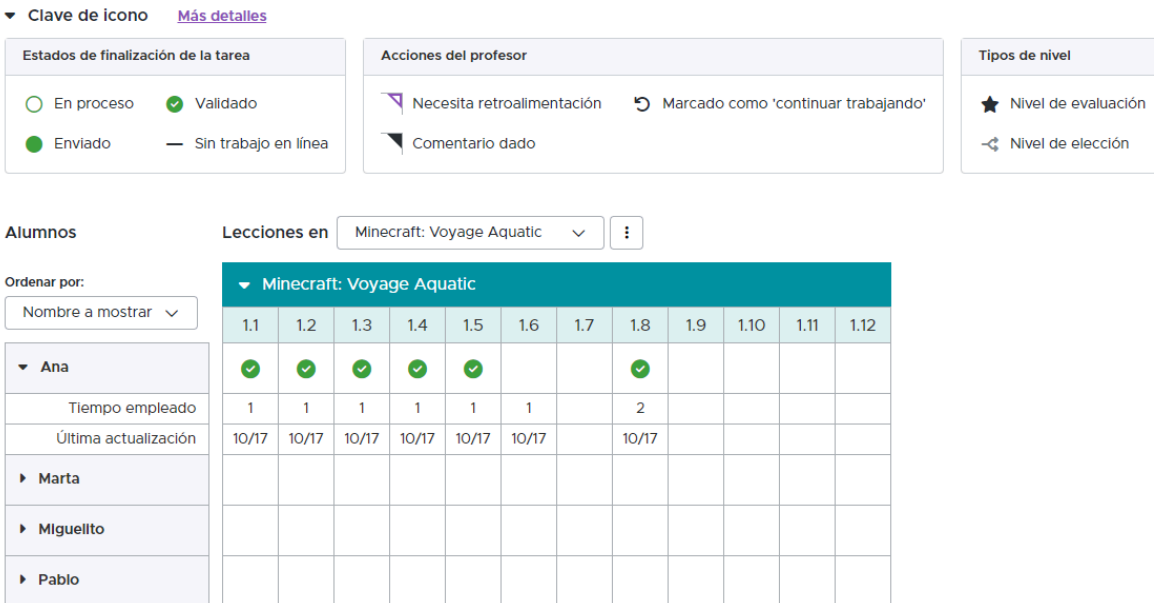 Clave de icono Más detalles
Estados de finalización de la tarea
En proceso Validado
Enviado Sin trabajo en línea
Acciones del profesor
Necesita retroalimentación Marcado como 'continuar trabajando'
Comentario dado
Tipos de nivel
Nivel de evaluación
Nivel de elección
Alumnos
Lecciones en Minecraft: Voyage Aquatic
Ordenar por:
Nombre a mostrar
Minecraft: Voyage Aquatic
1.1 1.2 1.3 1.4 1.5 1.6 1.7 1.8 1.9 1.10 1.11 1.12
Ana
Tiempo empleado 1 1 1 1 1 1 2
Última actualización 10/17 10/17 10/17 10/17 10/17 10/17 10/17
Marta
Miguelito
Pablo